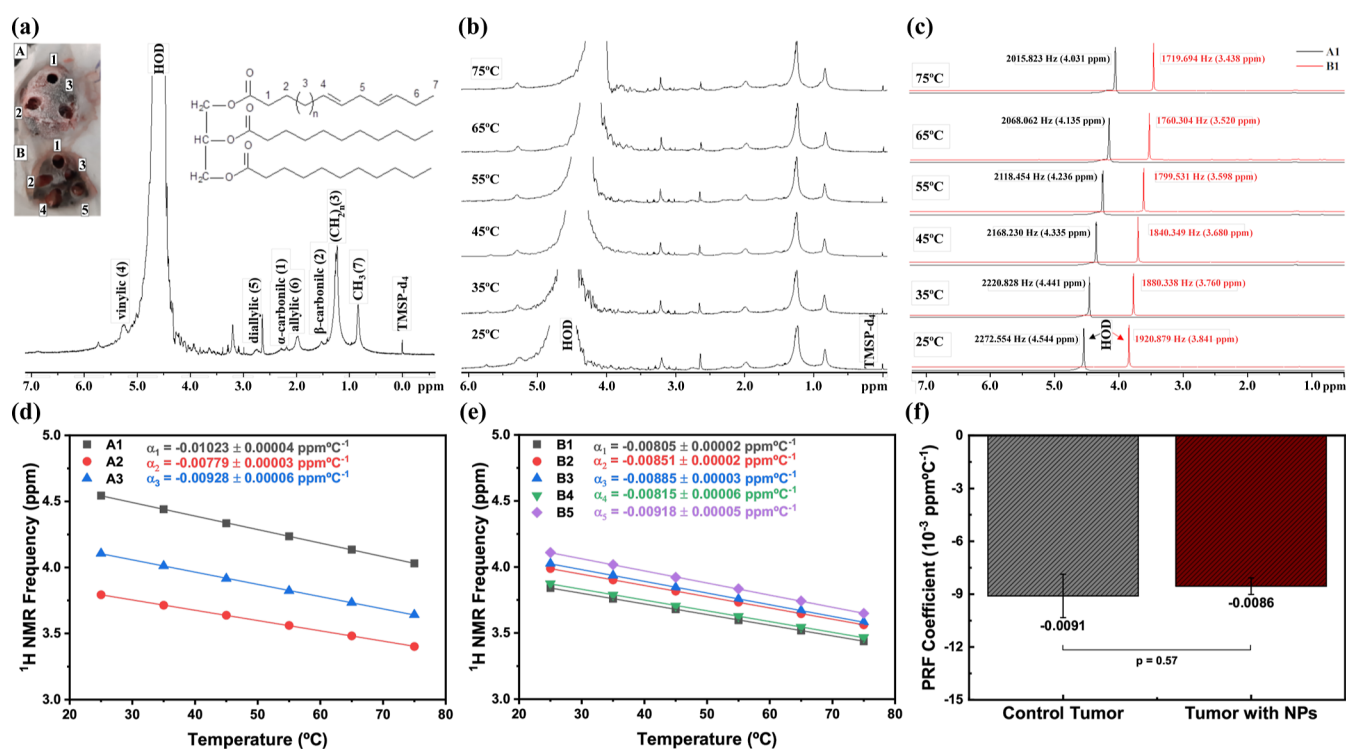 (a)
A
1
3
2
B
1
3
2
4
5
HOD
O
1
2
3
4
5
6
7
H₂C
O
n
O
HC
O
O
H₂C
O
vinylic (4)
diallylic (5)
α-carbonilc (1)
allylic (6)
β-carbonilc (2)
(CH₂)ₙ(3)
CH₃ (7)
TMSP-d₄
7.0 6.0 5.0 4.0 3.0 2.0 1.0 0.0 ppm
(b)
75ºC
65ºC
55ºC
45ºC
35ºC
25ºC
HOD
TMSP-d₄
6.0 5.0 4.0 3.0 2.0 1.0 ppm
(c)
A1
B1
75ºC
2015.823 Hz (4.031 ppm)
1719.694 Hz (3.438 ppm)
65ºC
2068.062 Hz (4.135 ppm)
1760.304 Hz (3.520 ppm)
55ºC
2118.454 Hz (4.236 ppm)
1799.531 Hz (3.598 ppm)
45ºC
2168.230 Hz (4.335 ppm)
1840.349 Hz (3.680 ppm)
35ºC
2220.828 Hz (4.441 ppm)
1880.338 Hz (3.760 ppm)
25ºC
2272.554 Hz (4.544 ppm)
HOD
1920.879 Hz (3.841 ppm)
7.0 6.0 5.0 4.0 3.0 2.0 1.0 ppm
(d)
¹H NMR Frequency (ppm)
5.0
4.5
4.0
3.5
3.0
A1 α₁ = -0.01023 ± 0.00004 ppmºC⁻¹
A2 α₂ = -0.00779 ± 0.00003 ppmºC⁻¹
A3 α₃ = -0.00928 ± 0.00006 ppmºC⁻¹
20 30 40 50 60 70 80
Temperature (ºC)
(e)
¹H NMR Frequency (ppm)
5.0
4.5
4.0
3.5
3.0
B1 α₁ = -0.00805 ± 0.00002 ppmºC⁻¹
B2 α₂ = -0.00851 ± 0.00002 ppmºC⁻¹
B3 α₃ = -0.00885 ± 0.00003 ppmºC⁻¹
B4 α₄ = -0.00815 ± 0.00006 ppmºC⁻¹
B5 α₅ = -0.00918 ± 0.00005 ppmºC⁻¹
20 30 40 50 60 70 80
Temperature (ºC)
(f)
PRF Coefficient (10⁻³ ppmºC⁻¹)
0
-3
-6
-9
-12
-15
-0.0091
-0.0086
p = 0.57
Control Tumor
Tumor with NPs